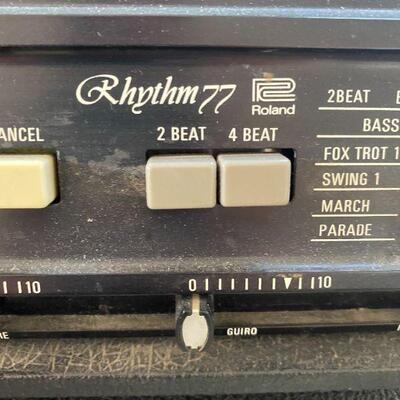 Rhythm 77
Roland
2BEAT
BASS
ANCEL
2 BEAT 4 BEAT
FOX TROT 1
SWING 1
MARCH
PARADE
10 0 10
GUIRO